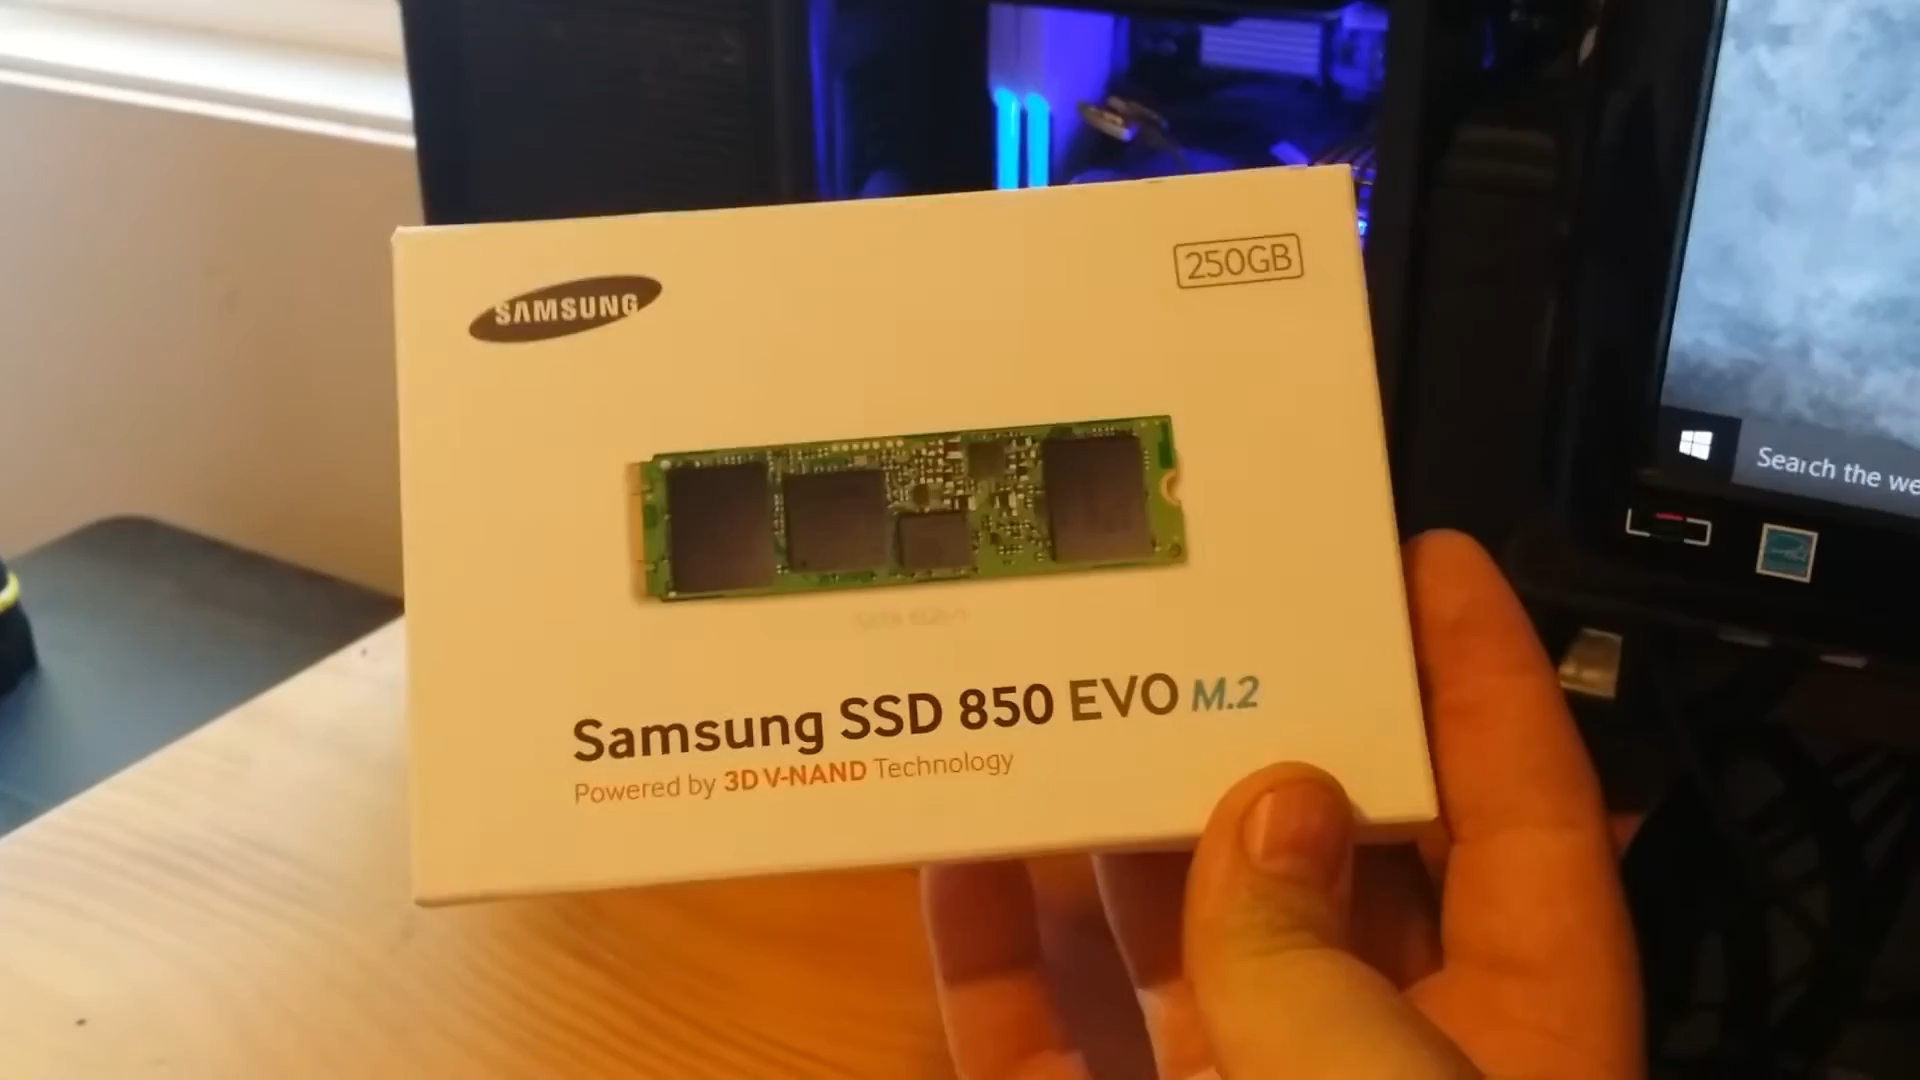 SAMSUNG
250GB
Samsung SSD 850 EVO M.2
Powered by 3D V-NAND Technology
Search the we